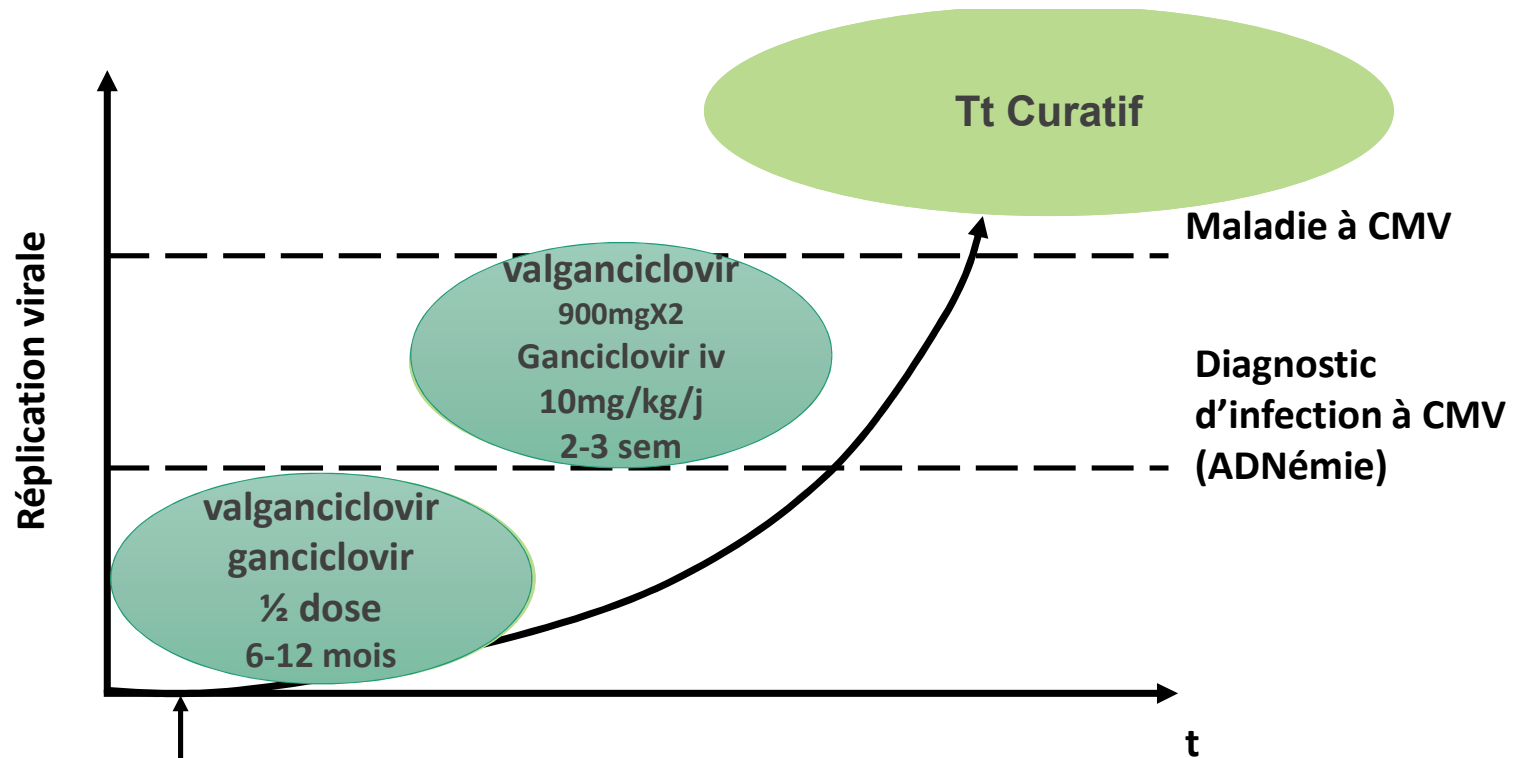 Tt Curatif
Maladie à CMV
Réplication virale
valganciclovir
900mgX2
Ganciclovir iv
10mg/kg/j
2-3 sem
Diagnostic
d’infection à CMV
(ADNémie)
valganciclovir
ganciclovir
½ dose
6-12 mois
t